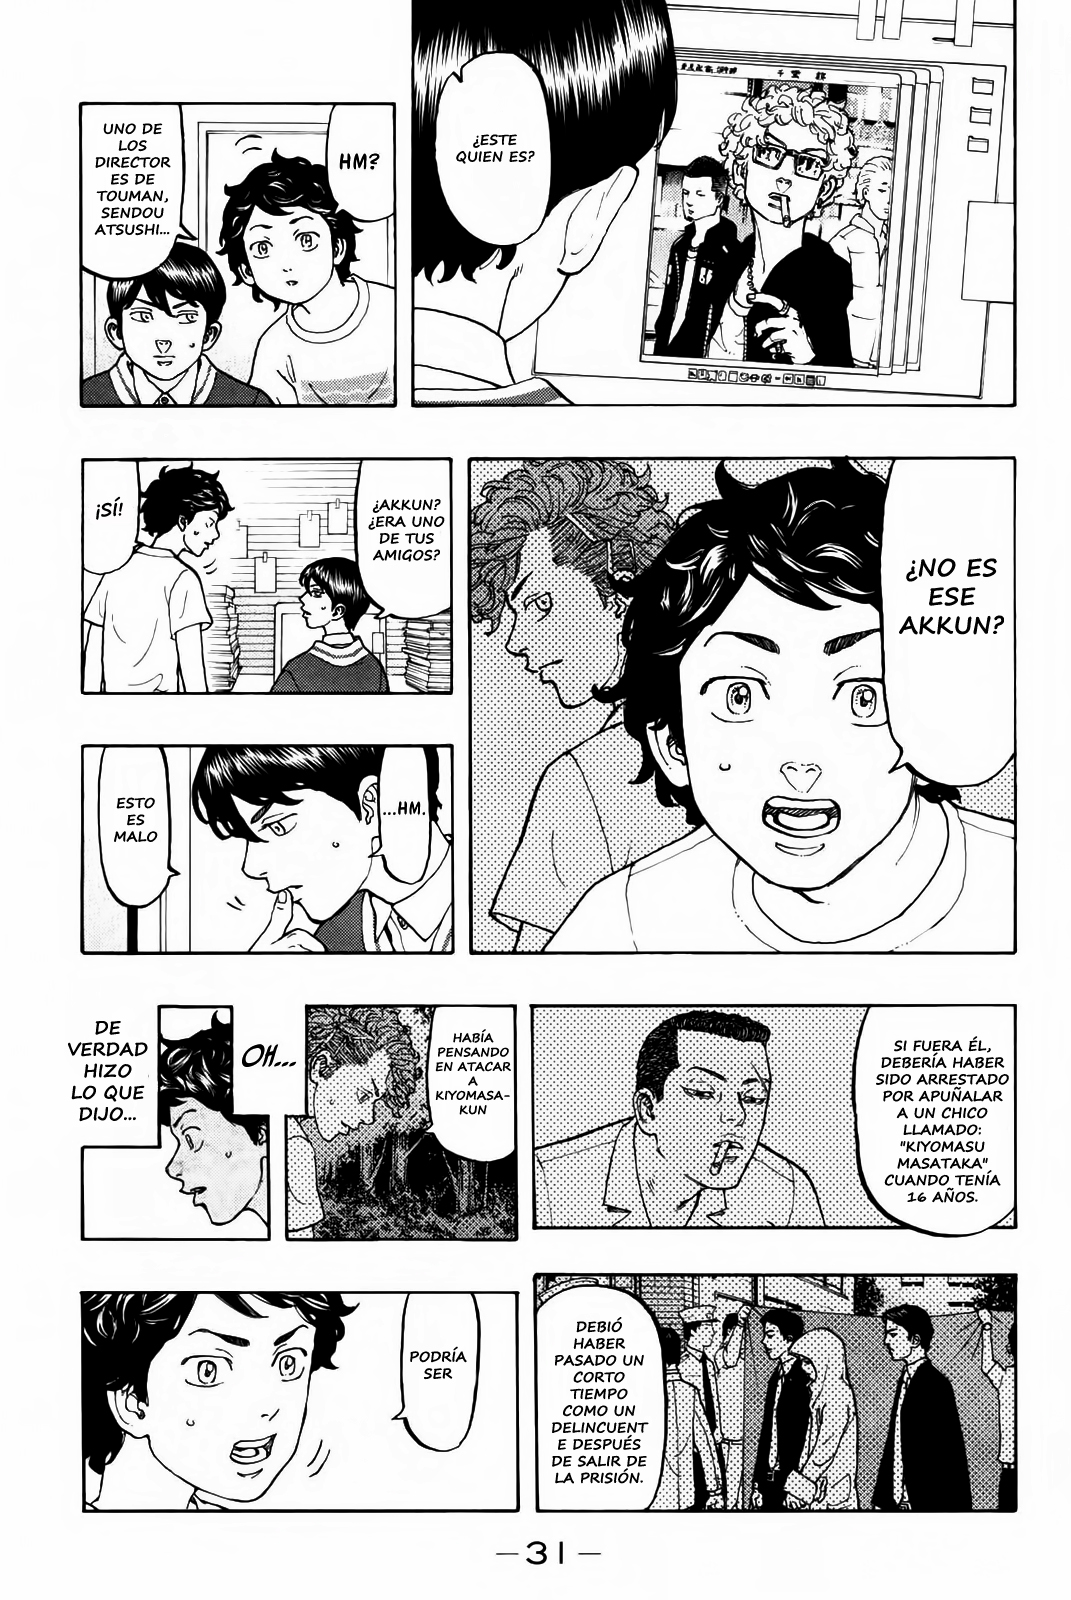 ¿ESTE
QUIEN ES?
HM?
UNO DE
LOS
DIRECTOR
ES DE
TOUMAN,
SENDOU
ATSUSHI...
¿NO ES
ESE
AKKUN?
¿AKKUN?
¿ERA UNO
DE TUS
AMIGOS?
¡SÍ!
...HM.
ESTO
ES
MALO
SI FUERA ÉL,
DEBERÍA HABER
SIDO ARRESTADO
POR APUÑALAR
A UN CHICO
LLAMADO:
"KIYOMASU
MASATAKA"
CUANDO TENÍA
16 AÑOS.
HABÍA
PENSANDO
EN ATACAR
A
KIYOMASA-
KUN
OH...
DE
VERDAD
HIZO
LO QUE
DIJO...
DEBIÓ
HABER
PASADO UN
CORTO
TIEMPO
COMO UN
DELINCUENT
E DESPUÉS
DE SALIR DE
LA PRISIÓN.
PODRÍA
SER
—31—